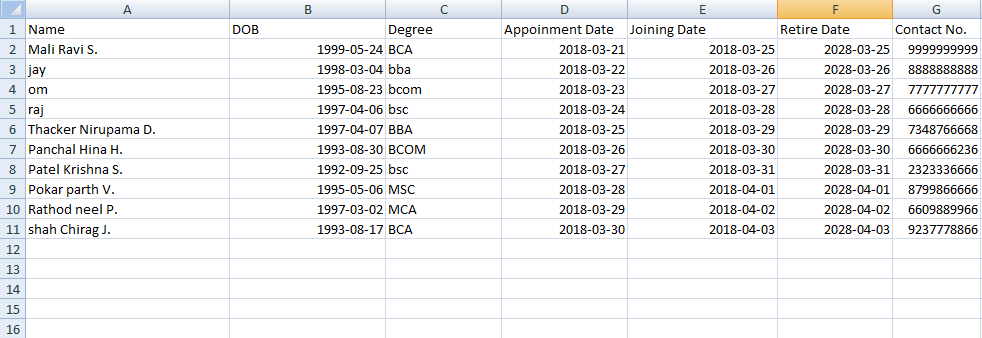 A B C D E F G
1 Name DOB Degree Appoinment Date Joining Date Retire Date Contact No.
2 Mali Ravi S. 1999-05-24 BCA 2018-03-21 2018-03-25 2028-03-25 9999999999
3 jay 1998-03-04 bba 2018-03-22 2018-03-26 2028-03-26 8888888888
4 om 1995-08-23 bcom 2018-03-23 2018-03-27 2028-03-27 7777777777
5 raj 1997-04-06 bsc 2018-03-24 2018-03-28 2028-03-28 6666666666
6 Thacker Nirupama D. 1997-04-07 BBA 2018-03-25 2018-03-29 2028-03-29 7348766668
7 Panchal Hina H. 1993-08-30 BCOM 2018-03-26 2018-03-30 2028-03-30 6666666236
8 Patel Krishna S. 1992-09-25 bsc 2018-03-27 2018-03-31 2028-03-31 2323336666
9 Pokar parth V. 1995-05-06 MSC 2018-03-28 2018-04-01 2028-04-01 8799866666
10 Rathod neel P. 1997-03-02 MCA 2018-03-29 2018-04-02 2028-04-02 6609889966
11 shah Chirag J. 1993-08-17 BCA 2018-03-30 2018-04-03 2028-04-03 9237778866
12
13
14
15
16